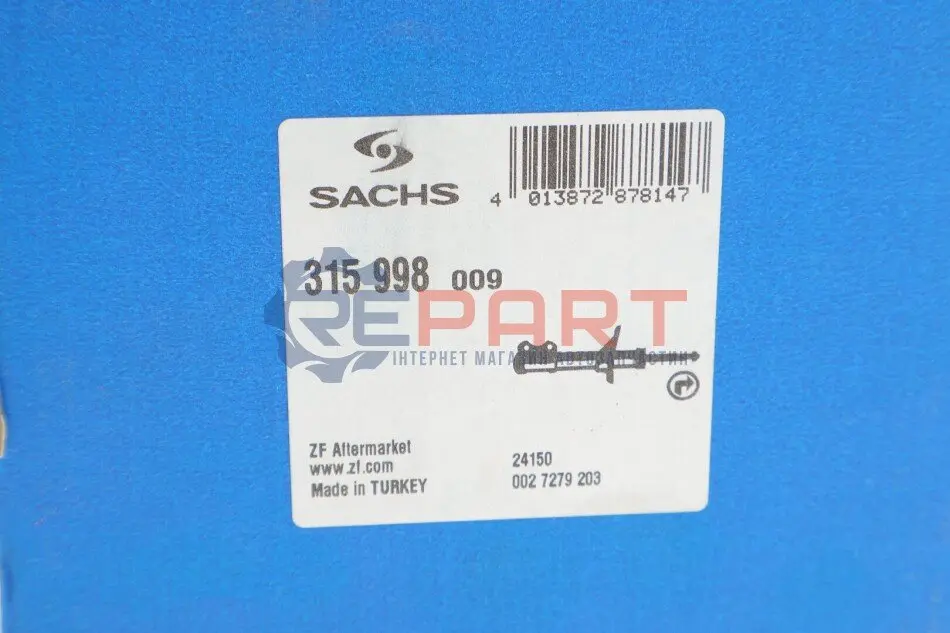 SACHS
4 013872 878147
315 998 009
REPART
ІНТЕРНЕТ МАГАЗИН АВТОЗАПЧАСТИН
ZF Aftermarket
www.zf.com
Made in TURKEY
24150
002 7279 203